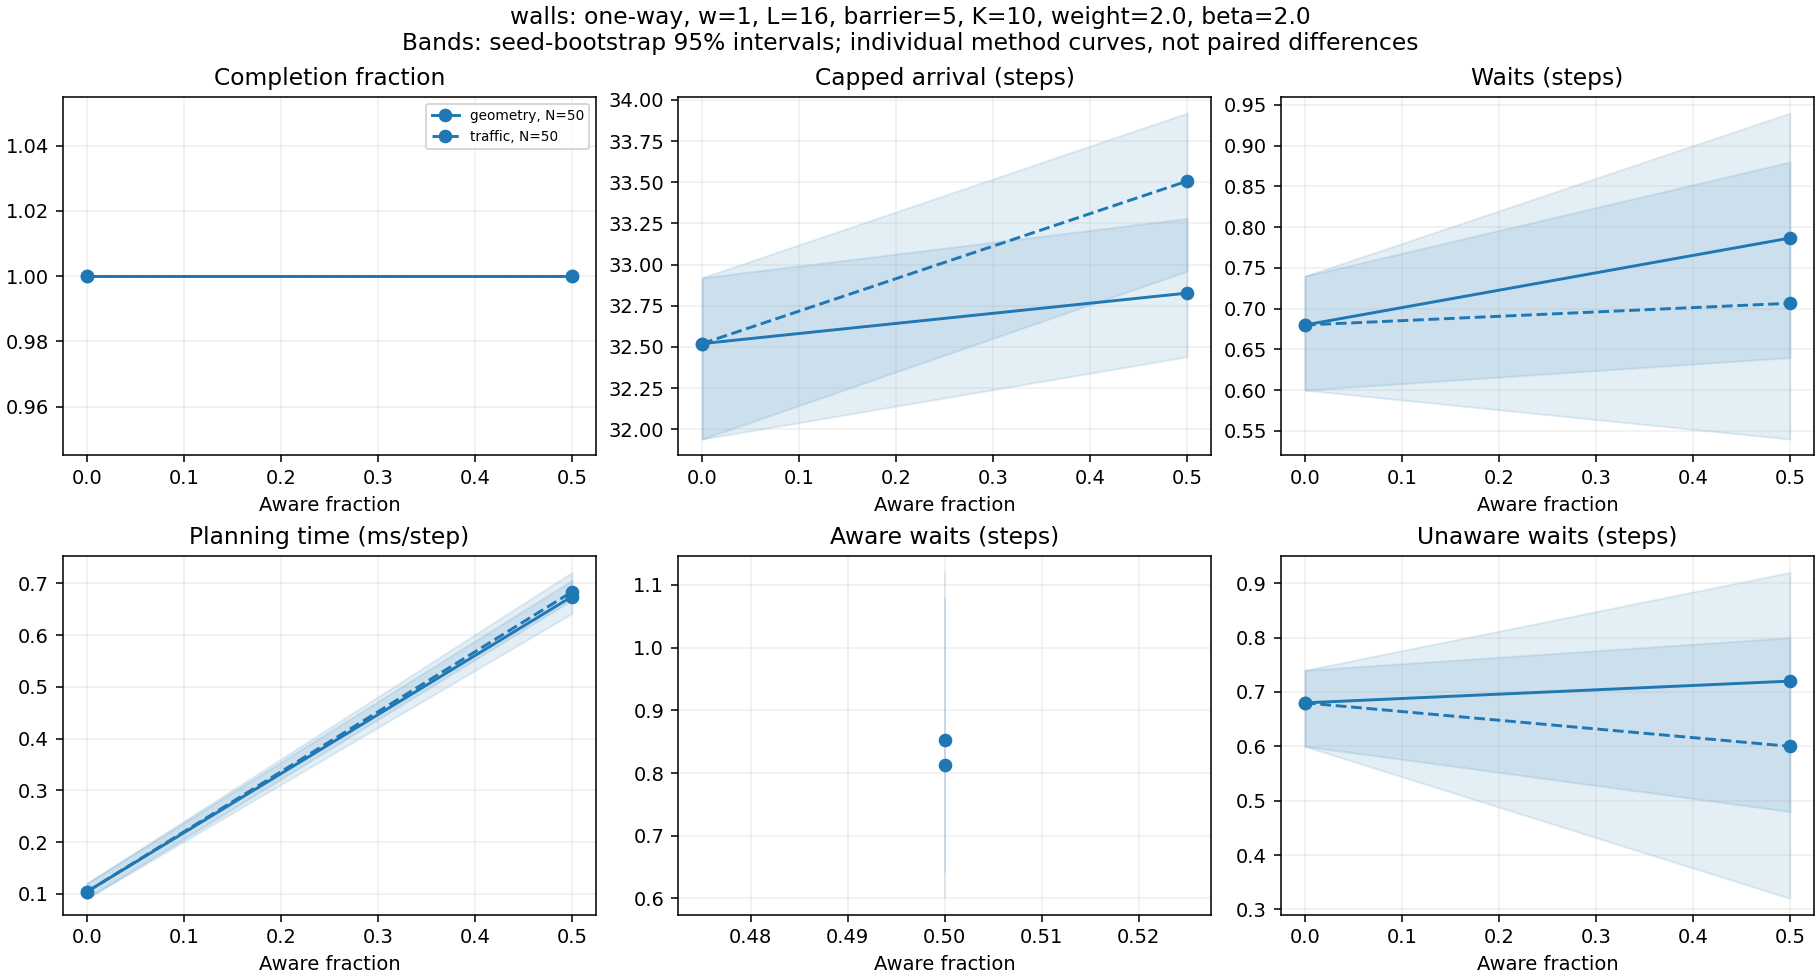 walls: one-way, w=1, L=16, barrier=5, K=10, weight=2.0, beta=2.0
Bands: seed-bootstrap 95% intervals; individual method curves, not paired differences
Completion fraction
geometry, N=50
traffic, N=50
1.04
1.02
1.00
0.98
0.96
0.0 0.1 0.2 0.3 0.4 0.5
Aware fraction
Capped arrival (steps)
34.00
33.75
33.50
33.25
33.00
32.75
32.50
32.25
32.00
0.0 0.1 0.2 0.3 0.4 0.5
Aware fraction
Waits (steps)
0.95
0.90
0.85
0.80
0.75
0.70
0.65
0.60
0.55
0.0 0.1 0.2 0.3 0.4 0.5
Aware fraction
Planning time (ms/step)
0.7
0.6
0.5
0.4
0.3
0.2
0.1
0.0 0.1 0.2 0.3 0.4 0.5
Aware fraction
Aware waits (steps)
1.1
1.0
0.9
0.8
0.7
0.6
0.48 0.49 0.50 0.51 0.52
Aware fraction
Unaware waits (steps)
0.9
0.8
0.7
0.6
0.5
0.4
0.3
0.0 0.1 0.2 0.3 0.4 0.5
Aware fraction